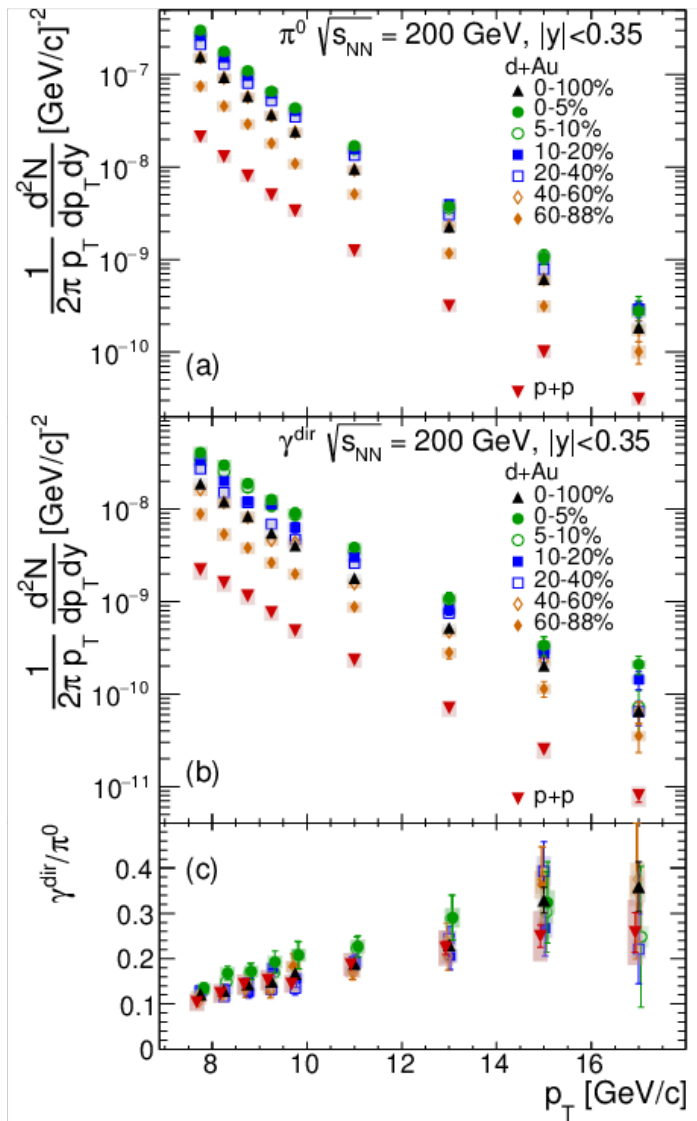 π⁰ √s_NN = 200 GeV, |y|<0.35
d+Au
0-100%
0-5%
5-10%
10-20%
20-40%
40-60%
60-88%
p+p
(a)
1/(2π p_T) d²N/(dp_T dy) [GeV/c]⁻²
10⁻⁷
10⁻⁸
10⁻⁹
10⁻¹⁰
γ^dir √s_NN = 200 GeV, |y|<0.35
d+Au
0-100%
0-5%
5-10%
10-20%
20-40%
40-60%
60-88%
p+p
(b)
1/(2π p_T) d²N/(dp_T dy) [GeV/c]⁻²
10⁻⁸
10⁻⁹
10⁻¹⁰
10⁻¹¹
(c)
γ^dir/π⁰
0.4
0.3
0.2
0.1
0
8 10 12 14 16
p_T [GeV/c]